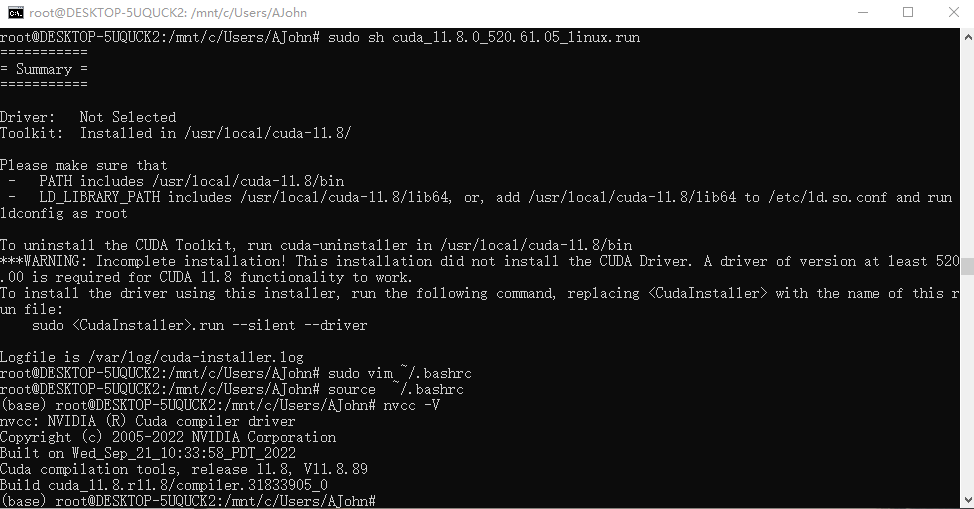 root@DESKTOP-5UQUCK2: /mnt/c/Users/AJohn
root@DESKTOP-5UQUCK2:/mnt/c/Users/AJohn# sudo sh cuda_11.8.0_520.61.05_linux.run
===========
= Summary =
===========
Driver:   Not Selected
Toolkit:  Installed in /usr/local/cuda-11.8/
Please make sure that
 -   PATH includes /usr/local/cuda-11.8/bin
 -   LD_LIBRARY_PATH includes /usr/local/cuda-11.8/lib64, or, add /usr/local/cuda-11.8/lib64 to /etc/ld.so.conf and run
ldconfig as root
To uninstall the CUDA Toolkit, run cuda-uninstaller in /usr/local/cuda-11.8/bin
***WARNING: Incomplete installation! This installation did not install the CUDA Driver. A driver of version at least 520
.00 is required for CUDA 11.8 functionality to work.
To install the driver using this installer, run the following command, replacing <CudaInstaller> with the name of this r
un file:
    sudo <CudaInstaller>.run --silent --driver
Logfile is /var/log/cuda-installer.log
root@DESKTOP-5UQUCK2:/mnt/c/Users/AJohn# sudo vim ~/.bashrc
root@DESKTOP-5UQUCK2:/mnt/c/Users/AJohn# source  ~/.bashrc
(base) root@DESKTOP-5UQUCK2:/mnt/c/Users/AJohn# nvcc -V
nvcc: NVIDIA (R) Cuda compiler driver
Copyright (c) 2005-2022 NVIDIA Corporation
Built on Wed_Sep_21_10:33:58_PDT_2022
Cuda compilation tools, release 11.8, V11.8.89
Build cuda_11.8.r11.8/compiler.31833905_0
(base) root@DESKTOP-5UQUCK2:/mnt/c/Users/AJohn#